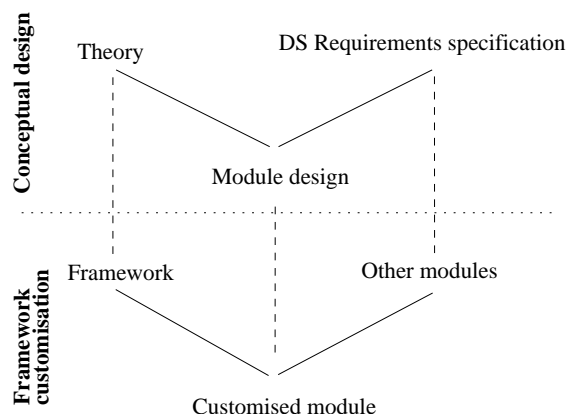 Conceptual design
Theory
DS Requirements specification
Module design
Framework
customisation
Framework
Other modules
Customised module